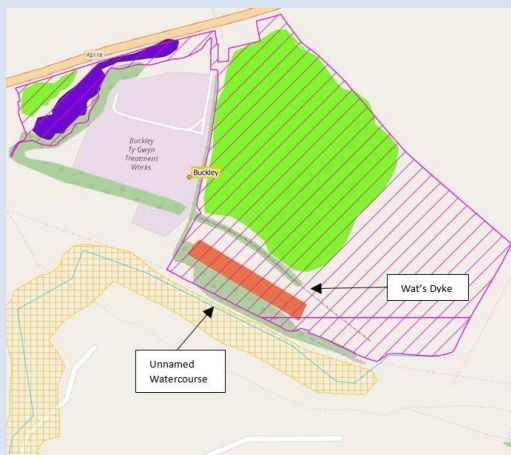 A5118
Buckley
Ty Gwyn
Treatment
Works
Buckley
Wat's Dyke
Unnamed
Watercourse